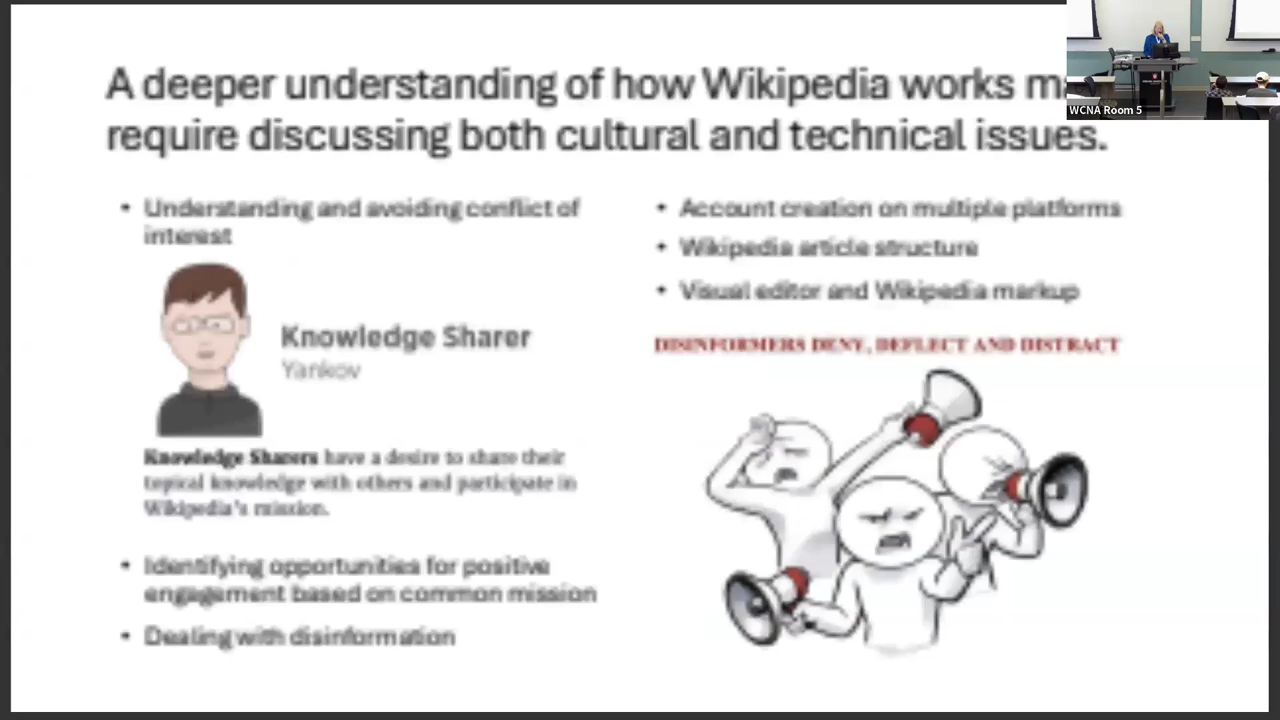 A deeper understanding of how Wikipedia works
require discussing both cultural and technical issues.
• Understanding and avoiding conflict of
interest
Knowledge Sharer
Yankov
Knowledge Sharers have a desire to share their
topical knowledge with others and participate in
Wikipedia's mission.
• Identifying opportunities for positive
engagement based on common mission
• Dealing with disinformation
• Account creation on multiple platforms
• Wikipedia article structure
• Visual editor and Wikipedia markup
DISINFORMERS DENY, DEFLECT AND DISTRACT
WCNA Room 5